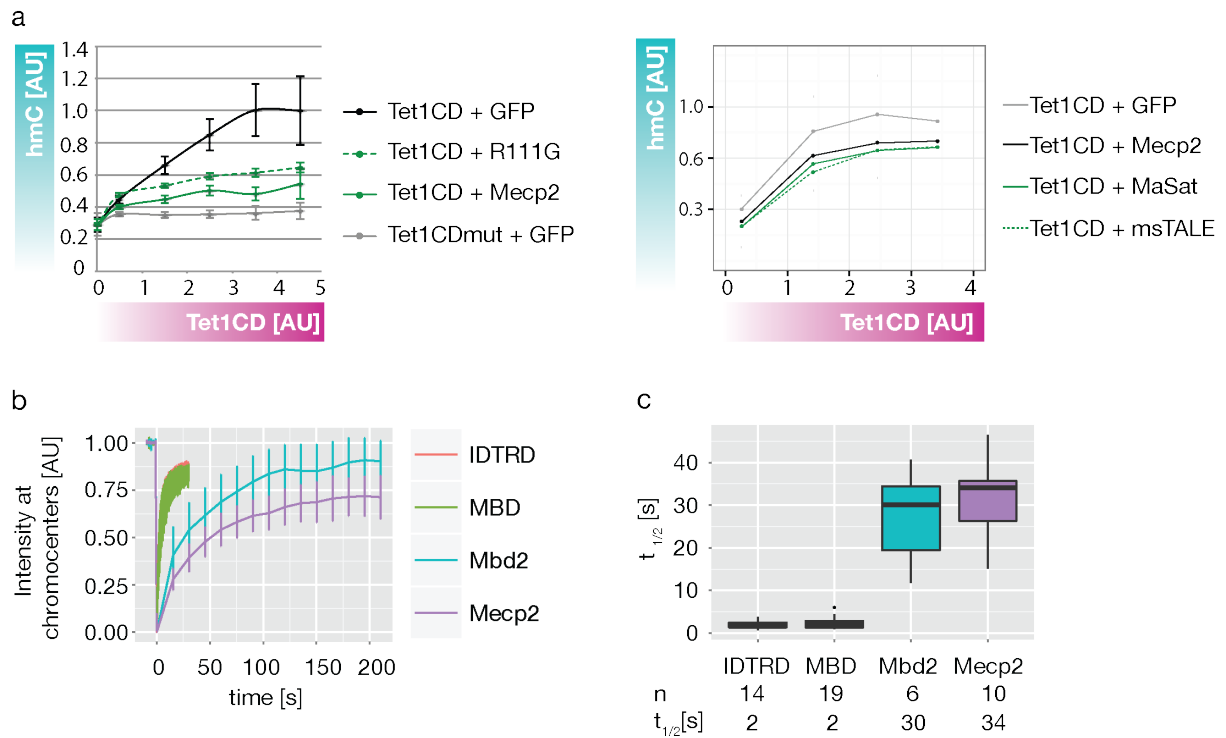 a
hmC [AU]
1.4
1.2
1.0
0.8
0.6
0.4
0.2
0
0 1 2 3 4 5
Tet1CD [AU]
Tet1CD + GFP
Tet1CD + R111G
Tet1CD + Mecp2
Tet1CDmut + GFP
hmC [AU]
1.0
0.6
0.3
0 1 2 3 4
Tet1CD [AU]
Tet1CD + GFP
Tet1CD + Mecp2
Tet1CD + MaSat
Tet1CD + msTALE
b
Intensity at
chromocenters [AU]
1.00
0.75
0.50
0.25
0.00
0 50 100 150 200
time [s]
IDTRD
MBD
Mbd2
Mecp2
c
t1/2 [s]
40
30
20
10
0
IDTRD MBD Mbd2 Mecp2
n 14 19 6 10
t1/2[s] 2 2 30 34